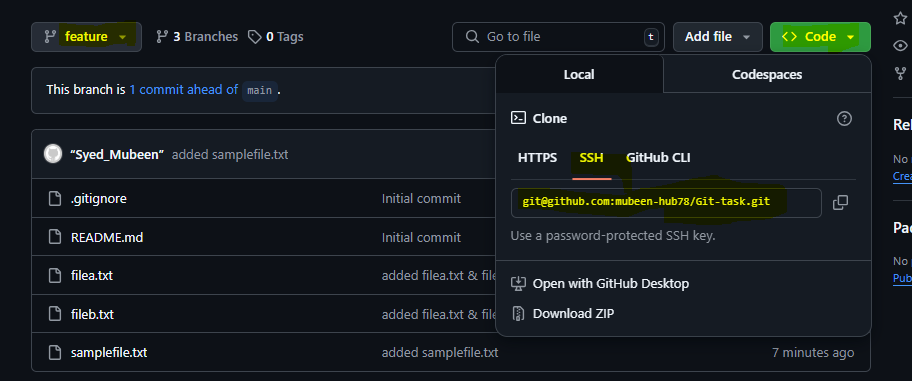 feature
3 Branches
0 Tags
Go to file
t
Add file
<> Code
This branch is 1 commit ahead of main .
Local
Codespaces
Clone
HTTPS
SSH
GitHub CLI
git@github.com:mubeen-hub78/Git-task.git
Use a password-protected SSH key.
Open with GitHub Desktop
Download ZIP
“Syed_Mubeen” added samplefile.txt
.gitignore Initial commit
README.md Initial commit
filea.txt added filea.txt & file
fileb.txt added filea.txt & file
samplefile.txt added samplefile.txt 7 minutes ago
Rel
No r
Crea
Pac
No p
Publ